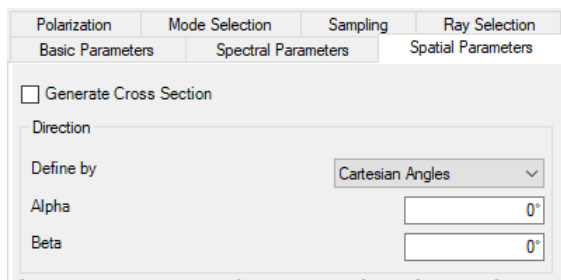 Polarization Mode Selection Sampling Ray Selection
Basic Parameters Spectral Parameters Spatial Parameters
Generate Cross Section
Direction
Define by Cartesian Angles
Alpha 0°
Beta 0°